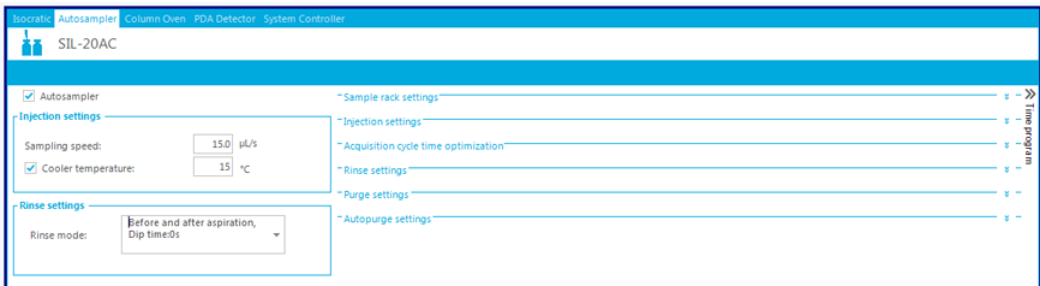 Isocratic Autosampler Column Oven PDA Detector System Controller
SIL-20AC
Autosampler
Injection settings
Sampling speed: 15.0 µL/s
Cooler temperature: 15 °C
Rinse settings
Rinse mode: Before and after aspiration,
Dip time:0s
Sample rack settings
Injection settings
Acquisition cycle time optimization
Rinse settings
Purge settings
Autopurge settings
Time program